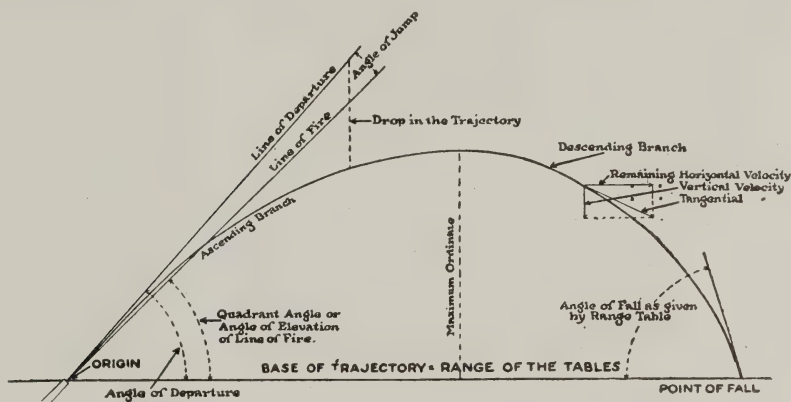 Angle of Jump
Line of Departure
Line of Fire
Drop in the Trajectory
Descending Branch
Remaining Horizontal Velocity
" Vertical Velocity
" Tangential "
Ascending Branch
Maximum Ordinate
Quadrant Angle or
Angle of Elevation
of Line of Fire.
Angle of Fall as given
by Range Table
ORIGIN
BASE OF TRAJECTORY = RANGE OF THE TABLES
Angle of Departure
POINT OF FALL